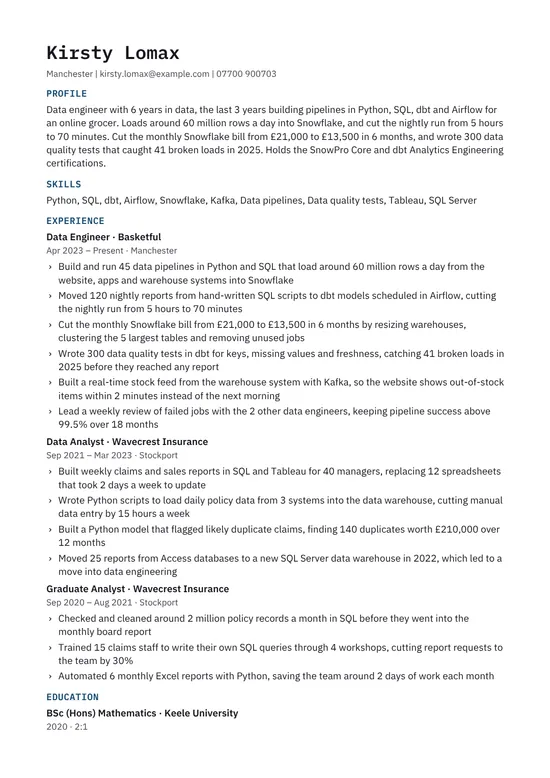 Kirsty Lomax
Manchester | kirsty.lomax@example.com | 07700 900703
PROFILE
Data engineer with 6 years in data, the last 3 years building pipelines in Python, SQL, dbt and Airflow for
an online grocer. Loads around 60 million rows a day into Snowflake, and cut the nightly run from 5 hours
to 70 minutes. Cut the monthly Snowflake bill from £21,000 to £13,500 in 6 months, and wrote 300 data
quality tests that caught 41 broken loads in 2025. Holds the SnowPro Core and dbt Analytics Engineering
certifications.
SKILLS
Python, SQL, dbt, Airflow, Snowflake, Kafka, Data pipelines, Data quality tests, Tableau, SQL Server
EXPERIENCE
Data Engineer · Basketful
Apr 2023 – Present · Manchester
› Build and run 45 data pipelines in Python and SQL that load around 60 million rows a day from the
website, apps and warehouse systems into Snowflake
› Moved 120 nightly reports from hand-written SQL scripts to dbt models scheduled in Airflow, cutting
the nightly run from 5 hours to 70 minutes
› Cut the monthly Snowflake bill from £21,000 to £13,500 in 6 months by resizing warehouses,
clustering the 5 largest tables and removing unused jobs
› Wrote 300 data quality tests in dbt for keys, missing values and freshness, catching 41 broken loads in
2025 before they reached any report
› Built a real-time stock feed from the warehouse system with Kafka, so the website shows out-of-stock
items within 2 minutes instead of the next morning
› Lead a weekly review of failed jobs with the 2 other data engineers, keeping pipeline success above
99.5% over 18 months
Data Analyst · Wavecrest Insurance
Sep 2021 – Mar 2023 · Stockport
› Built weekly claims and sales reports in SQL and Tableau for 40 managers, replacing 12 spreadsheets
that took 2 days a week to update
› Wrote Python scripts to load daily policy data from 3 systems into the data warehouse, cutting manual
data entry by 15 hours a week
› Built a Python model that flagged likely duplicate claims, finding 140 duplicates worth £210,000 over
12 months
› Moved 25 reports from Access databases to a new SQL Server data warehouse in 2022, which led to a
move into data engineering
Graduate Analyst · Wavecrest Insurance
Sep 2020 – Aug 2021 · Stockport
› Checked and cleaned around 2 million policy records a month in SQL before they went into the
monthly board report
› Trained 15 claims staff to write their own SQL queries through 4 workshops, cutting report requests to
the team by 30%
› Automated 6 monthly Excel reports with Python, saving the team around 2 days of work each month
EDUCATION
BSc (Hons) Mathematics · Keele University
2020 · 2:1